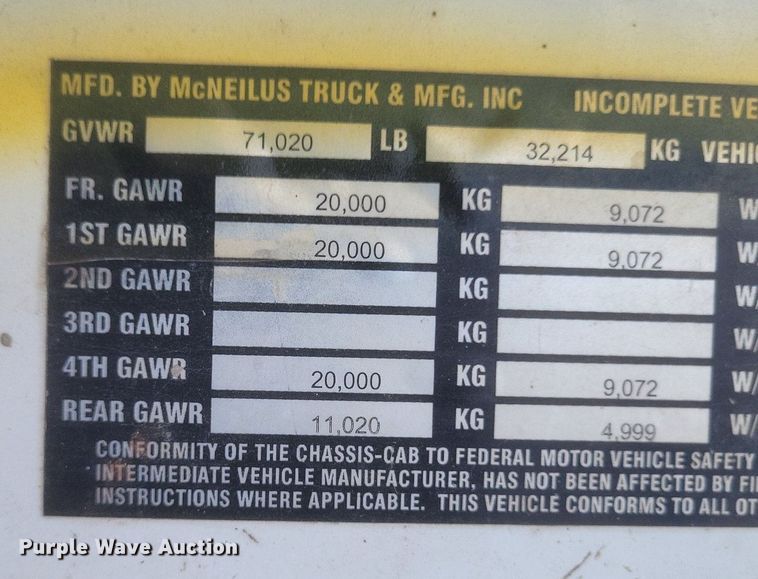 MFD. BY McNEILUS TRUCK & MFG. INC INCOMPLETE VE
GVWR 71,020 LB 32,214 KG VEHI
FR. GAWR 20,000 KG 9,072 W
1ST GAWR 20,000 KG 9,072 W
2ND GAWR KG W/
3RD GAWR KG W/
4TH GAWR 20,000 KG 9,072 W/
REAR GAWR 11,020 KG 4,999 W/
CONFORMITY OF THE CHASSIS-CAB TO FEDERAL MOTOR VEHICLE SAFETY
INTERMEDIATE VEHICLE MANUFACTURER, HAS NOT BEEN AFFECTED BY FI
INSTRUCTIONS WHERE APPLICABLE. THIS VEHICLE CONFORMS TO ALL OT
Purple Wave Auction